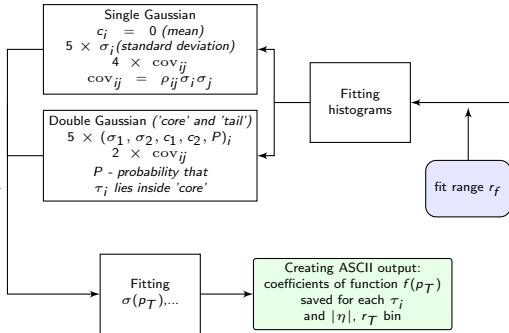 Single Gaussian
c_i = 0 (mean)
5 × σ_i (standard deviation)
4 × cov_ij
cov_ij = ρ_ij σ_i σ_j
Double Gaussian ('core' and 'tail')
5 × (σ_1, σ_2, c_1, c_2, P)_i
2 × cov_ij
P - probability that
τ_i lies inside 'core'
Fitting
histograms
fit range r_f
Fitting
σ(p_T),...
Creating ASCII output:
coefficients of function f(p_T)
saved for each τ_i
and |η|, r_T bin